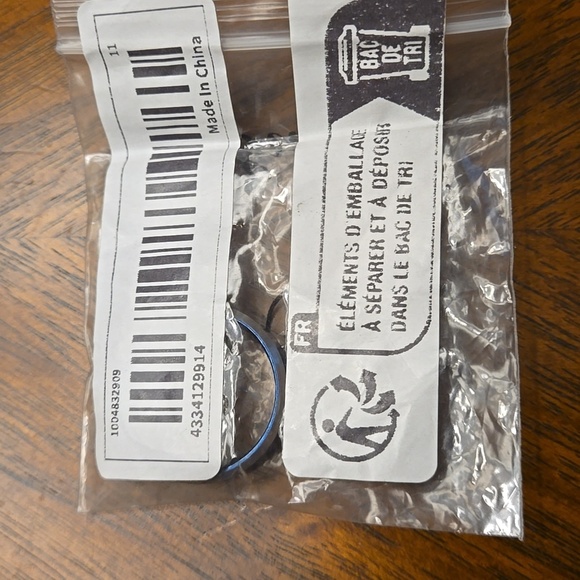 11
Made In China
1004832909
4334129914
BAC
DE
TRI
FR
ÉLÉMENTS D'EMBALLAGE
À SÉPARER ET À DÉPOSER
DANS LE BAC DE TRI